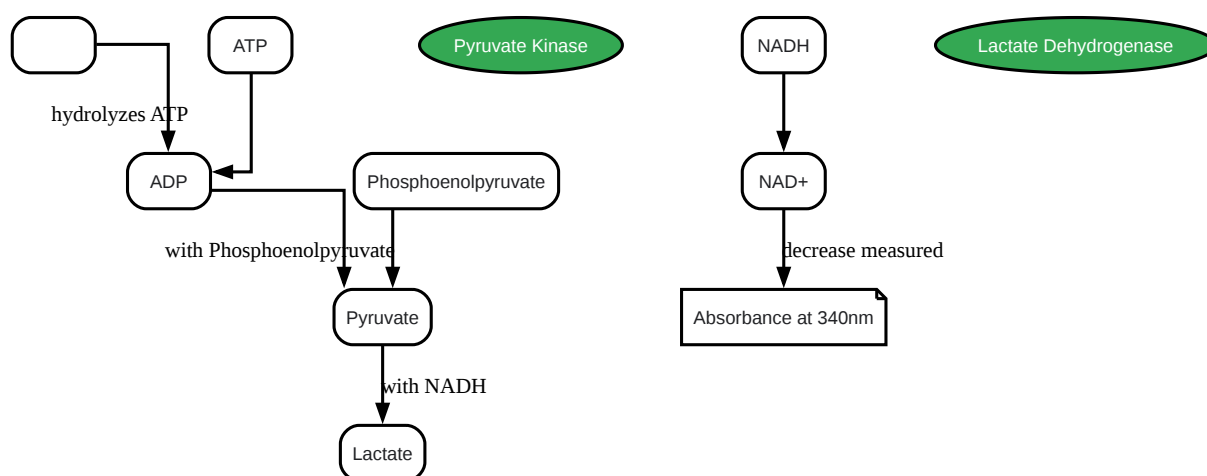 ATP
Pyruvate Kinase
NADH
Lactate Dehydrogenase
hydrolyzes ATP
ADP
Phosphoenolpyruvate
NAD+
with Phosphoenolpyruvate
decrease measured
Pyruvate
Absorbance at 340nm
with NADH
Lactate